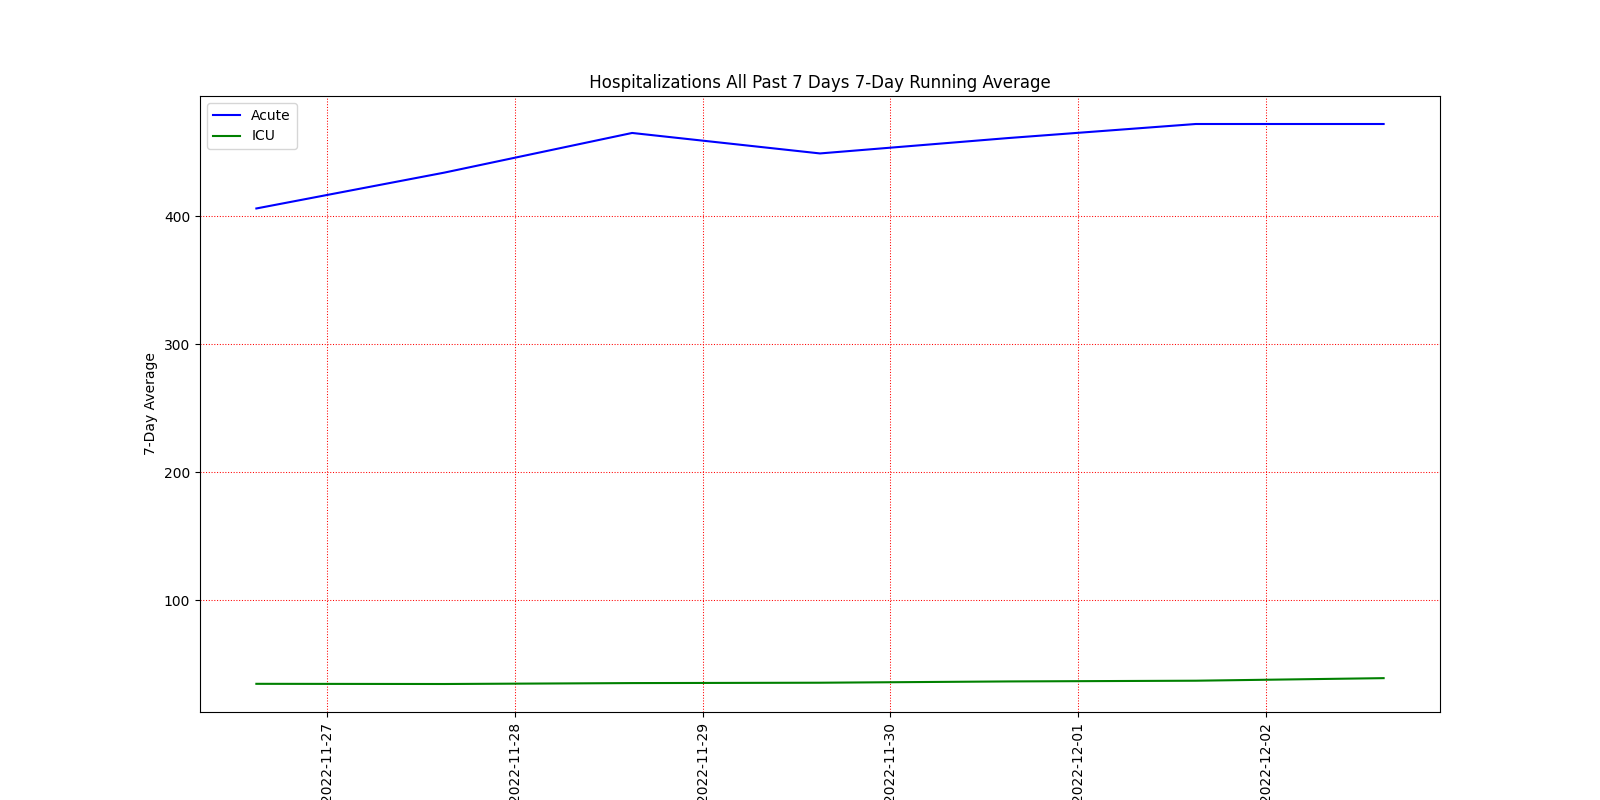 Hospitalizations All Past 7 Days 7-Day Running Average
Acute
ICU
7-Day Average
400
300
200
100
2022-11-27
2022-11-28
2022-11-29
2022-11-30
2022-12-01
2022-12-02